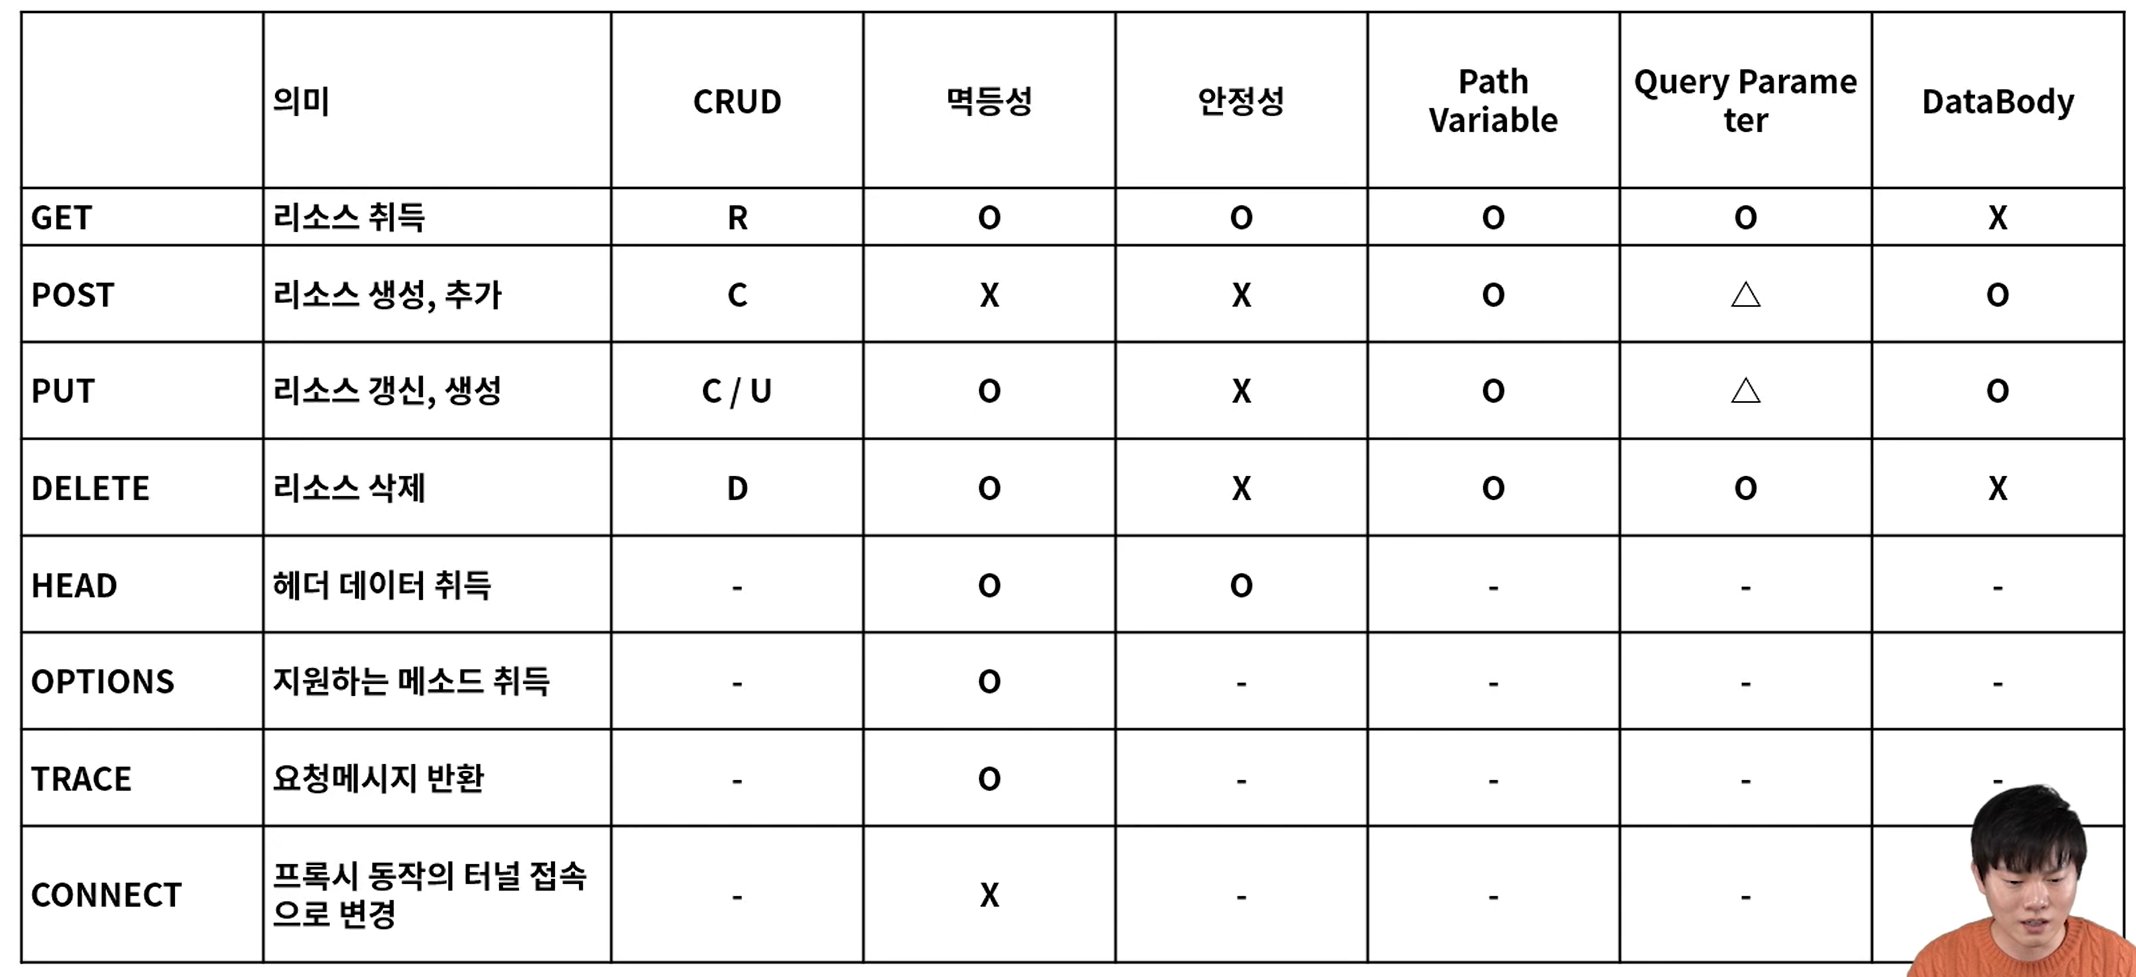 의미 CRUD 멱등성 안정성 Path Variable Query Parame ter DataBody
GET 리소스 취득 R O O O O X
POST 리소스 생성, 추가 C X X O △ O
PUT 리소스 갱신, 생성 C / U O X O △ O
DELETE 리소스 삭제 D O X O O X
HEAD 헤더 데이터 취득 - O O - - -
OPTIONS 지원하는 메소드 취득 - O - - - -
TRACE 요청메시지 반환 - O - - - -
CONNECT 프록시 동작의 터널 접속으로 변경 - X - - -